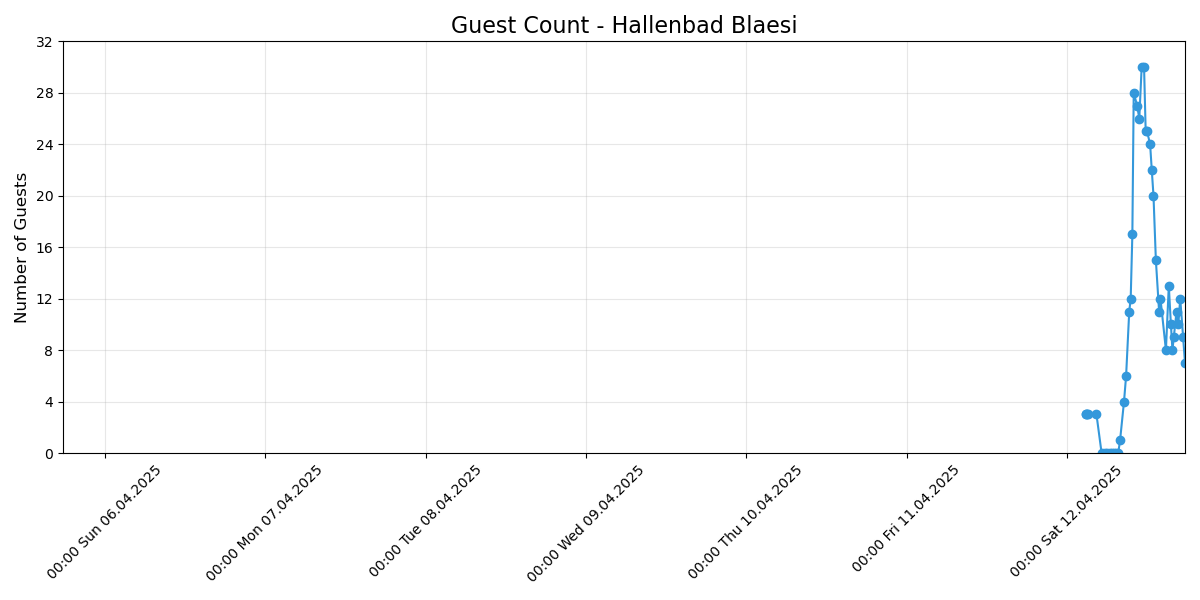 Guest Count - Hallenbad Blaesi
Number of Guests
32
28
24
20
16
12
8
4
0
00:00 Sun 06.04.2025
00:00 Mon 07.04.2025
00:00 Tue 08.04.2025
00:00 Wed 09.04.2025
00:00 Thu 10.04.2025
00:00 Fri 11.04.2025
00:00 Sat 12.04.2025